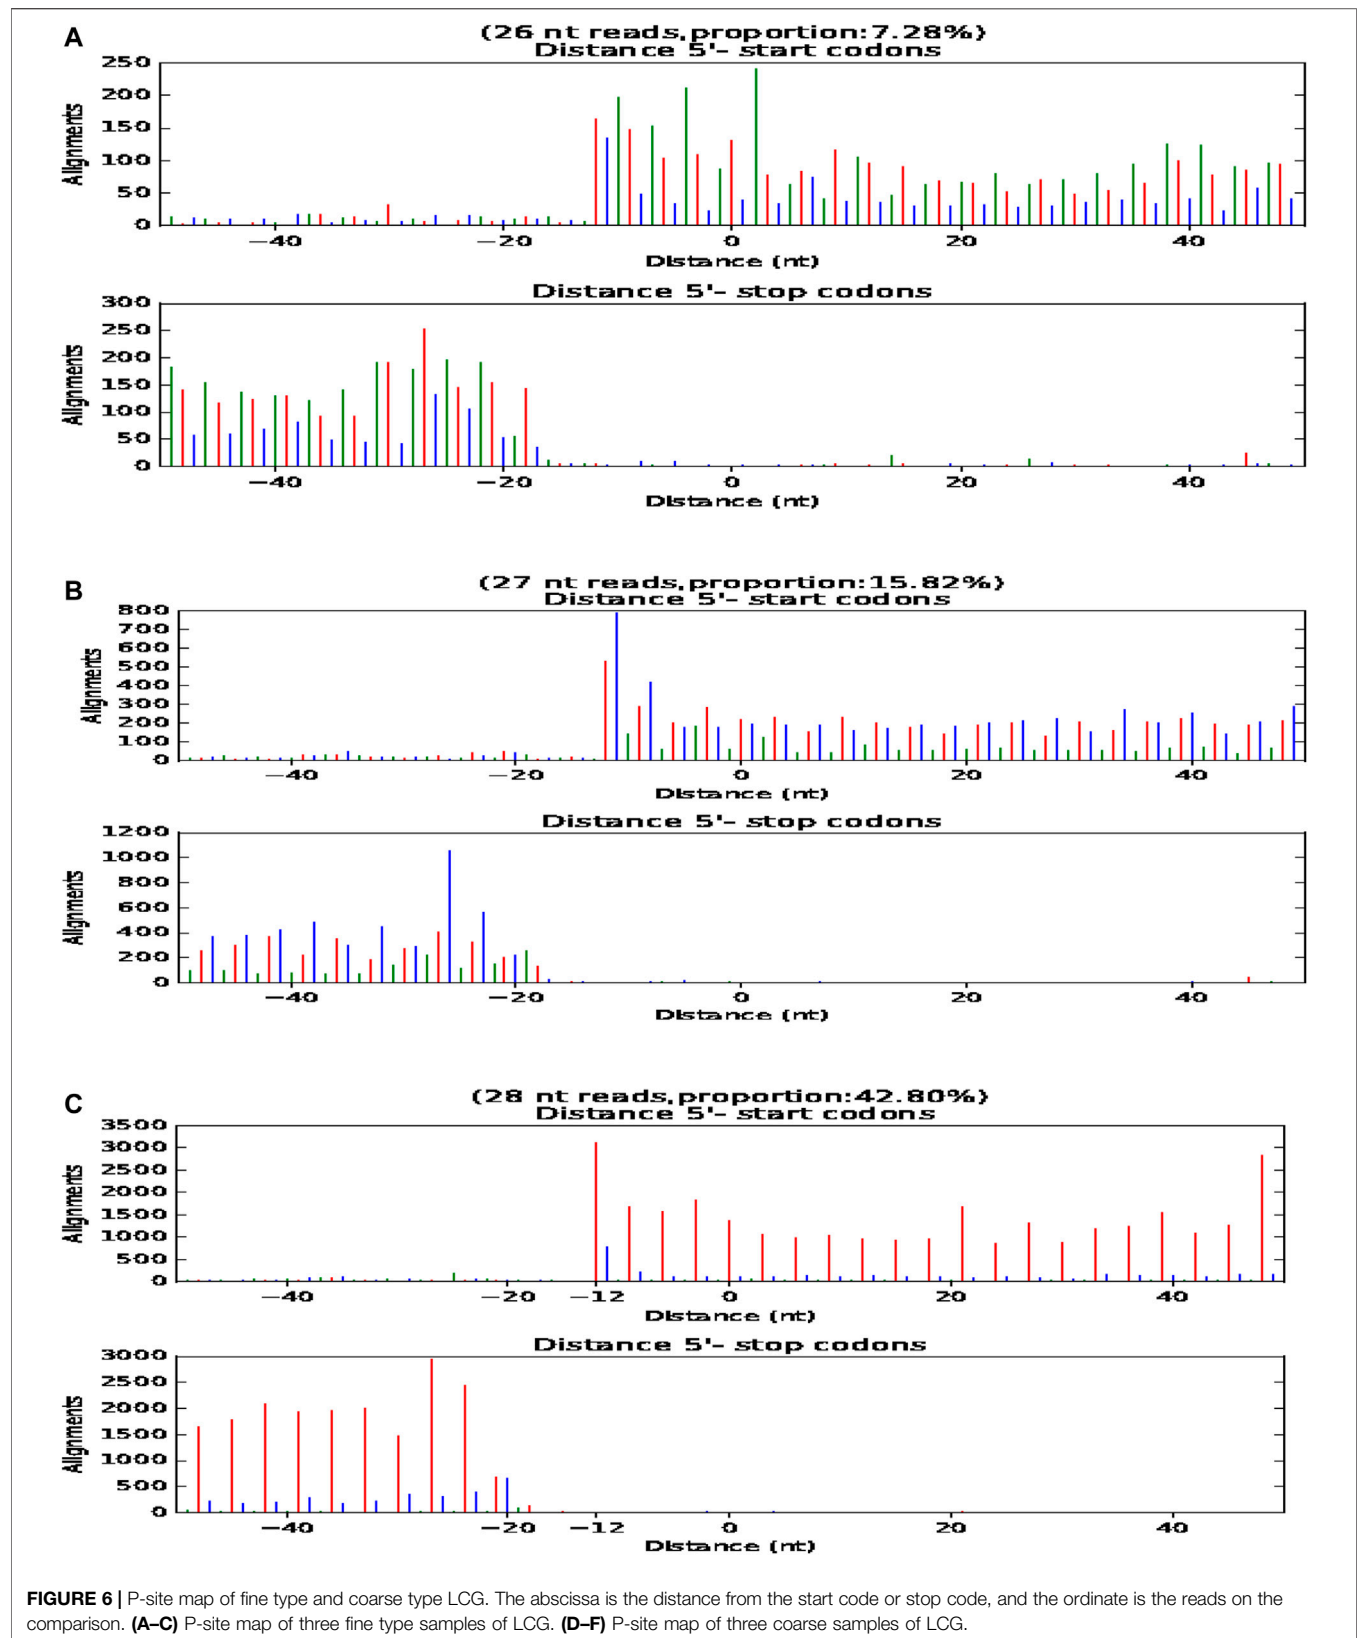 A
(26 nt reads,proportion:7.28%)
Distance 5'- start codons
250
200
150
100
50
0
Alignments
−40 −20 0 20 40
Distance (nt)
Distance 5'- stop codons
300
250
200
150
100
50
0
Alignments
−40 −20 0 20 40
Distance (nt)
B
(27 nt reads,proportion:15.82%)
Distance 5'- start codons
800
700
600
500
400
300
200
100
0
Alignments
−40 −20 0 20 40
Distance (nt)
Distance 5'- stop codons
1200
1000
800
600
400
200
0
Alignments
−40 −20 0 20 40
Distance (nt)
C
(28 nt reads,proportion:42.80%)
Distance 5'- start codons
3500
3000
2500
2000
1500
1000
500
0
Alignments
−40 −20 −12 0 20 40
Distance (nt)
Distance 5'- stop codons
3000
2500
2000
1500
1000
500
0
Alignments
−40 −20 −12 0 20 40
Distance (nt)
FIGURE 6 | P-site map of fine type and coarse type LCG. The abscissa is the distance from the start code or stop code, and the ordinate is the reads on the
comparison. (A–C) P-site map of three fine type samples of LCG. (D–F) P-site map of three coarse samples of LCG.